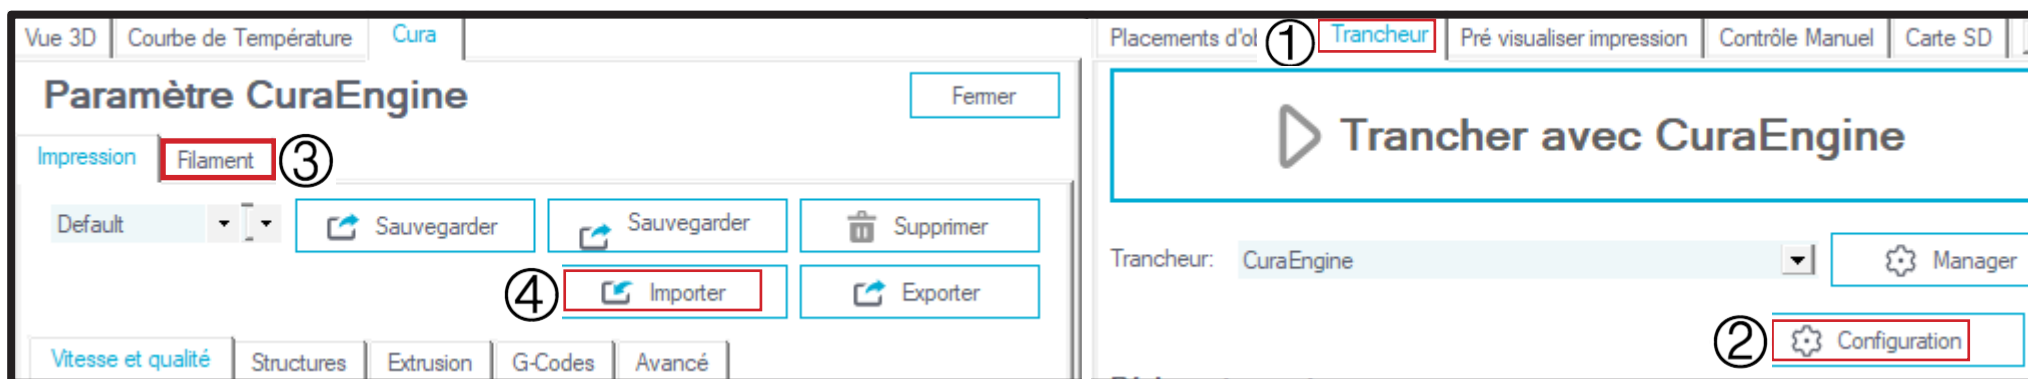 Vue 3D Courbe de Température Cura
Paramètre CuraEngine Fermer
Impression Filament ③
Default Sauvegarder Sauvegarder Supprimer
④ Importer Exporter
Vitesse et qualité Structures Extrusion G-Codes Avancé
Placements d'ob ① Trancheur Pré visualiser impression Contrôle Manuel Carte SD
Trancher avec CuraEngine
Trancheur: CuraEngine Manager
② Configuration